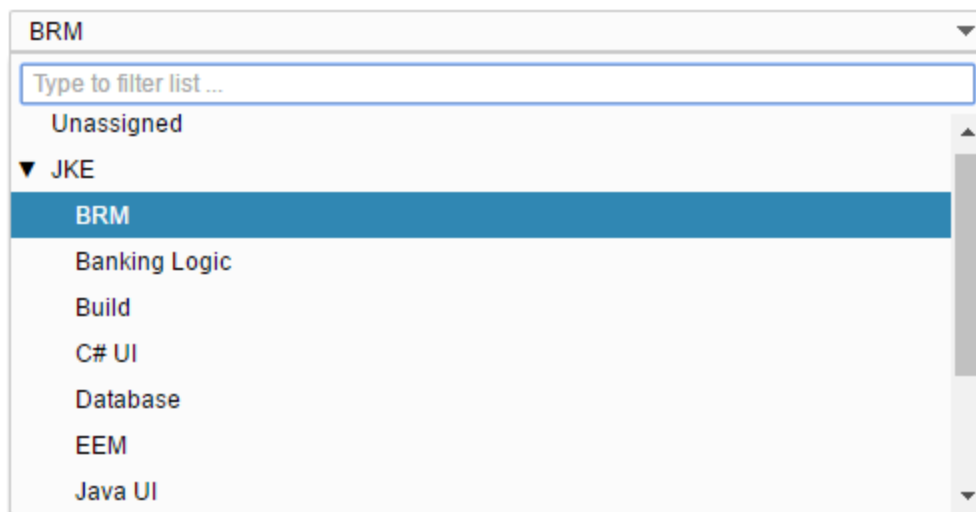 BRM
Type to filter list ...
Unassigned
JKE
BRM
Banking Logic
Build
C# UI
Database
EEM
Java UI